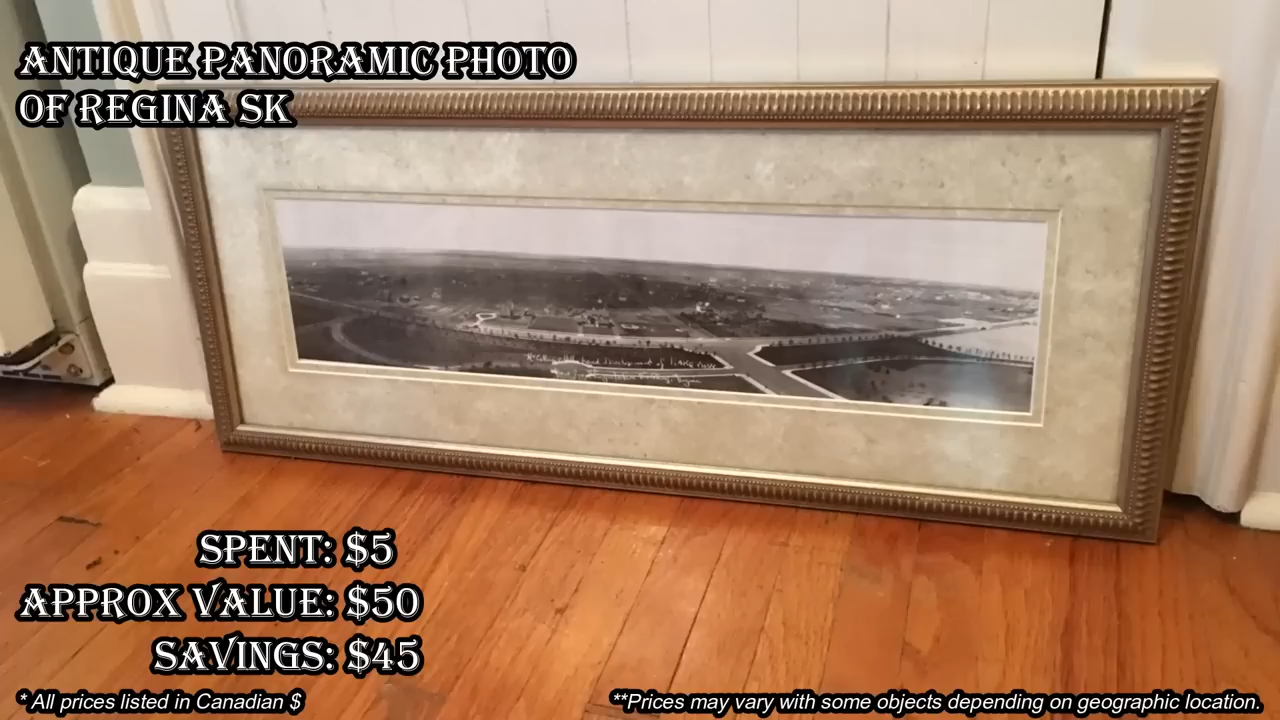 ANTIQUE PANORAMIC PHOTO
OF REGINA SK
of
SPENT: $5
APPROX VALUE: $50
SAVINGS: $45
* All prices listed in Canadian $
**Prices may vary with some objects depending on geographic location.